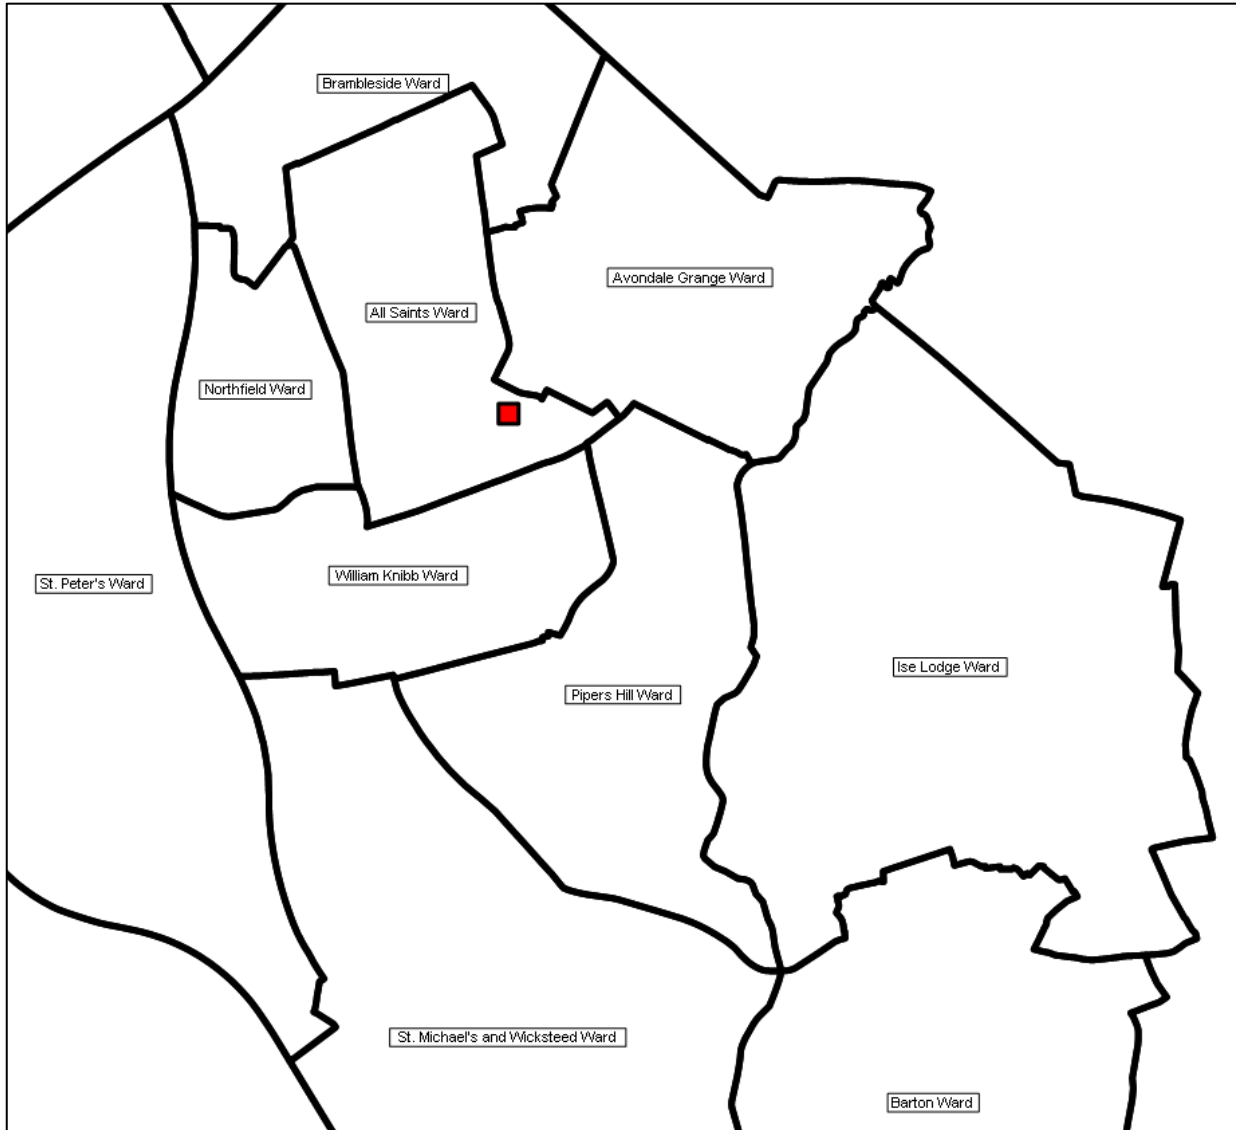 Brambleside Ward
Avondale Grange Ward
All Saints Ward
Northfield Ward
William Knibb Ward
St. Peter's Ward
Ise Lodge Ward
Pipers Hill Ward
St. Michael's and Wicksteed Ward
Barton Ward